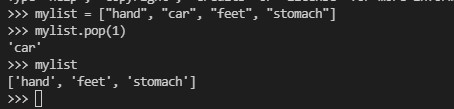 >>> mylist = ["hand", "car", "feet", "stomach"]
>>> mylist.pop(1)
'car'
>>> mylist
['hand', 'feet', 'stomach']
>>>